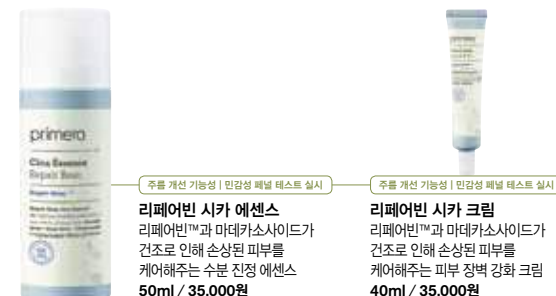 primera
Repair Bean
주름 개선 기능성 | 민감성 페널 테스트 실시
리페어빈 시카 에센스
리페어빈™과 마데카소사이드가
건조로 인해 손상된 피부를
케어해주는 수분 진정 에센스
50ml / 35,000원
주름 개선 기능성 | 민감성 페널 테스트 실시
리페어빈 시카 크림
리페어빈™과 마데카소사이드가
건조로 인해 손상된 피부를
케어해주는 피부 장벽 강화 크림
40ml / 35,000원